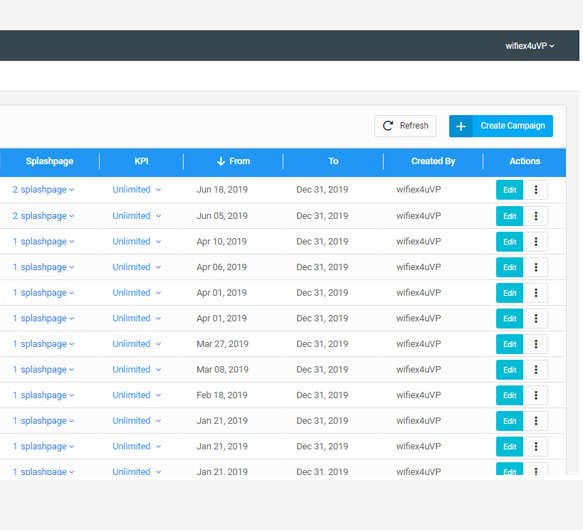 wifiex4uVP
Refresh + Create Campaign
Splashpage KPI From To Created By Actions
2 splashpage Unlimited Jun 18, 2019 Dec 31, 2019 wifiex4uVP Edit
2 splashpage Unlimited Jun 05, 2019 Dec 31, 2019 wifiex4uVP Edit
1 splashpage Unlimited Apr 10, 2019 Dec 31, 2019 wifiex4uVP Edit
1 splashpage Unlimited Apr 06, 2019 Dec 31, 2019 wifiex4uVP Edit
1 splashpage Unlimited Apr 01, 2019 Dec 31, 2019 wifiex4uVP Edit
1 splashpage Unlimited Apr 01, 2019 Dec 31, 2019 wifiex4uVP Edit
1 splashpage Unlimited Mar 27, 2019 Dec 31, 2019 wifiex4uVP Edit
1 splashpage Unlimited Mar 08, 2019 Dec 31, 2019 wifiex4uVP Edit
1 splashpage Unlimited Feb 18, 2019 Dec 31, 2019 wifiex4uVP Edit
1 splashpage Unlimited Jan 21, 2019 Dec 31, 2019 wifiex4uVP Edit
1 splashpage Unlimited Jan 21, 2019 Dec 31, 2019 wifiex4uVP Edit
1 splashpage Unlimited Jan 21, 2019 Dec 31, 2019 wifiex4uVP Edit